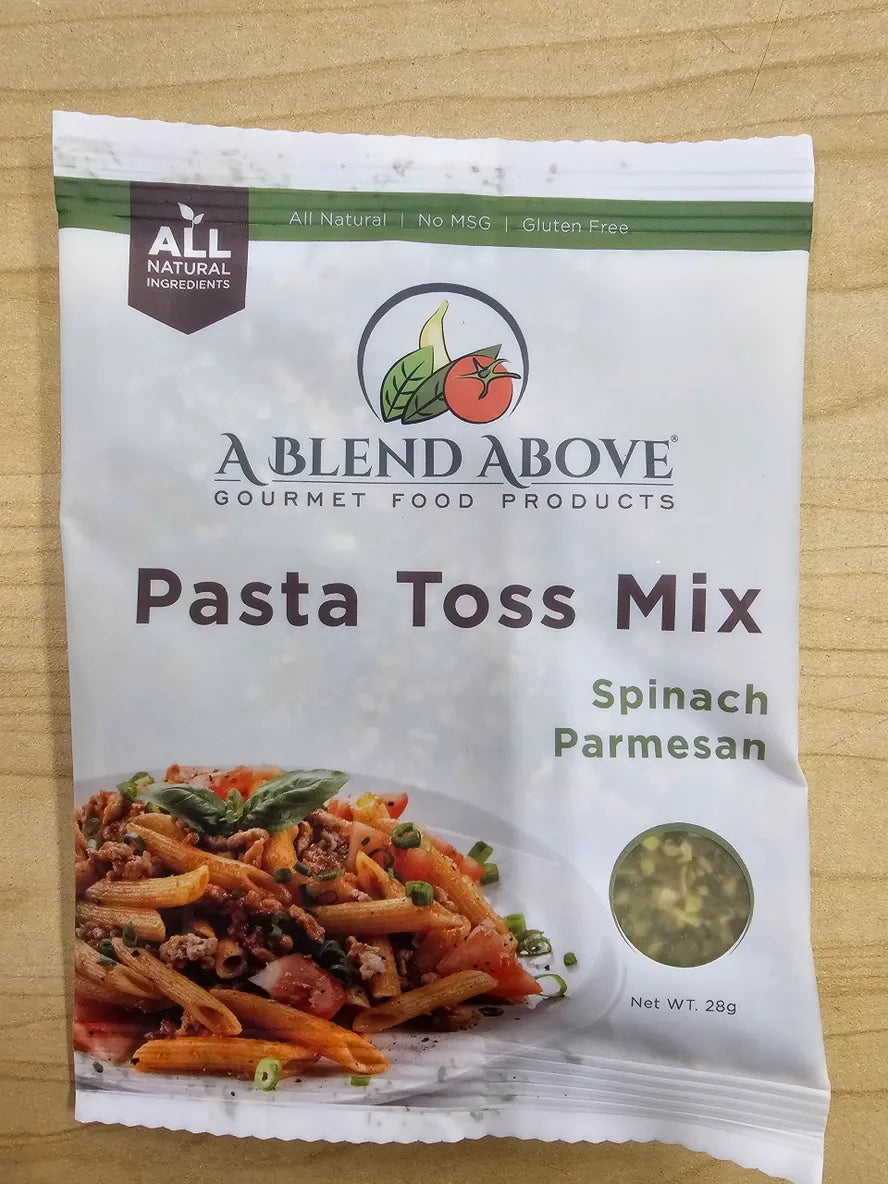 All Natural | No MSG | Gluten Free
ALL
NATURAL
INGREDIENTS
A BLEND ABOVE®
GOURMET FOOD PRODUCTS
Pasta Toss Mix
Spinach
Parmesan
Net WT. 28g